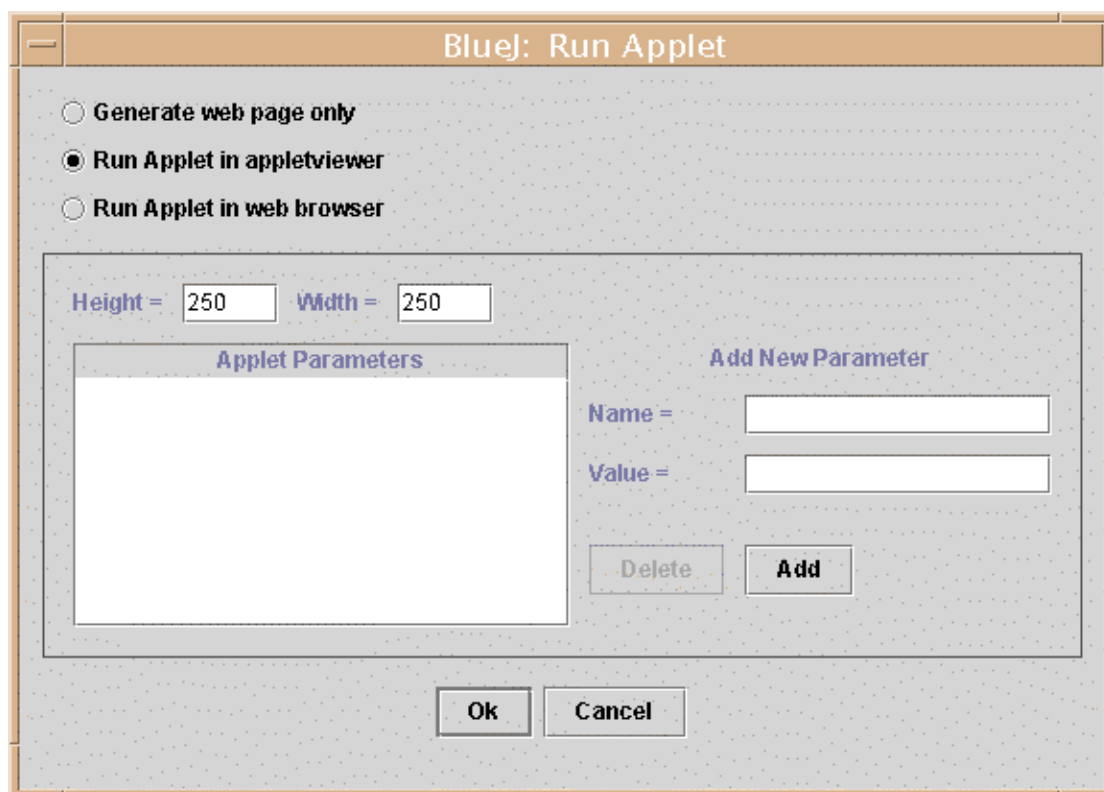 BlueJ: Run Applet
Generate web page only
Run Applet in appletviewer
Run Applet in web browser
Height = 250 Width = 250
Applet Parameters
Add New Parameter
Name =
Value =
Delete Add
Ok Cancel